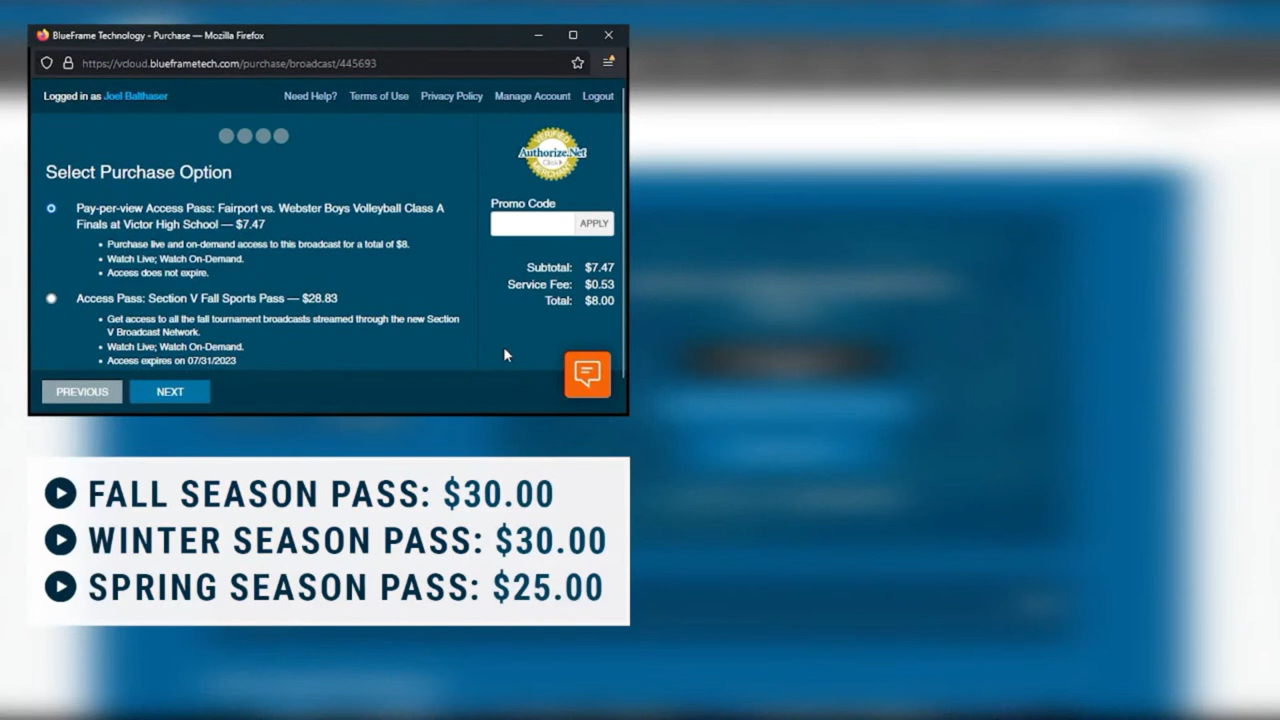 BlueFrame Technology - Purchase — Mozilla Firefox
https://vcloud.blueframetech.com/purchase/broadcast/445693
Logged in as Joel Balthaser
Need Help? Terms of Use Privacy Policy Manage Account Logout
Select Purchase Option
Pay-per-view Access Pass: Fairport vs. Webster Boys Volleyball Class A
Finals at Victor High School — $7.47
• Purchase live and on-demand access to this broadcast for a total of $8.
• Watch Live; Watch On-Demand.
• Access does not expire.
Access Pass: Section V Fall Sports Pass — $28.83
• Get access to all the fall tournament broadcasts streamed through the new Section
V Broadcast Network.
• Watch Live; Watch On-Demand.
• Access expires on 07/31/2023
PREVIOUS NEXT
VERIFIED
Authorize.Net
Click
MERCHANT
Promo Code
APPLY
Subtotal: $7.47
Service Fee: $0.53
Total: $8.00
FALL SEASON PASS: $30.00
WINTER SEASON PASS: $30.00
SPRING SEASON PASS: $25.00